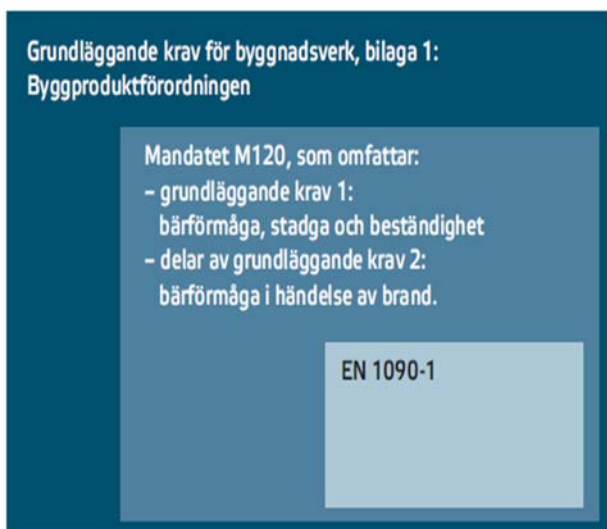 Grundläggande krav för byggnadsverk, bilaga 1:
Byggproduktförordningen
Mandatet M120, som omfattar:
– grundläggande krav 1:
bärförmåga, stadga och beständighet
– delar av grundläggande krav 2:
bärförmåga i händelse av brand.
EN 1090-1